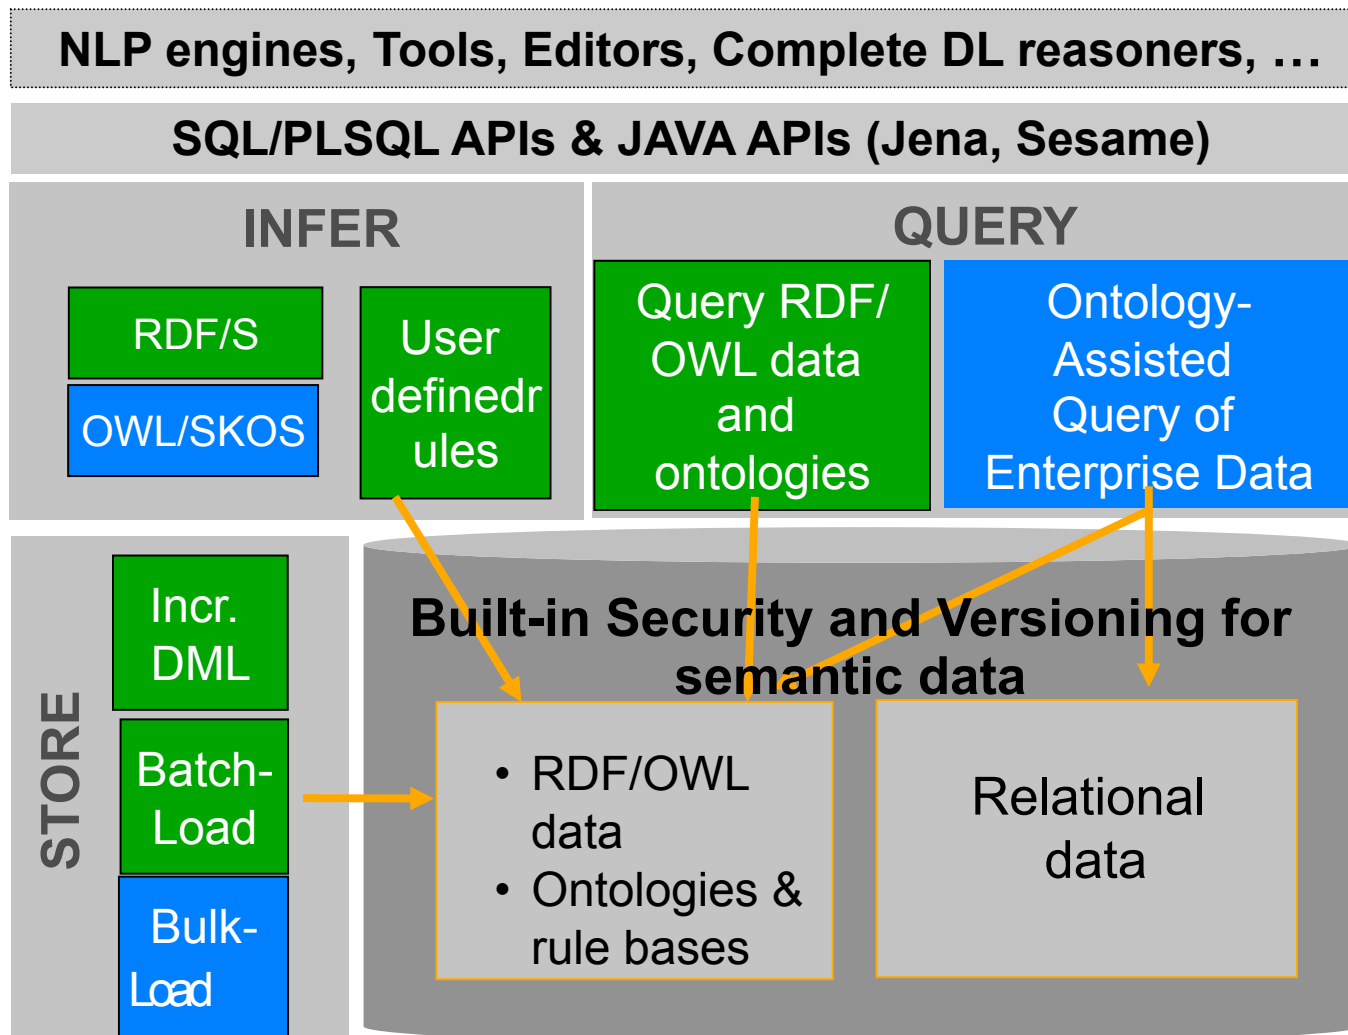 NLP engines, Tools, Editors, Complete DL reasoners, …
SQL/PLSQL APIs & JAVA APIs (Jena, Sesame)
INFER
RDF/S
OWL/SKOS
User
definedr
ules
QUERY
Query RDF/
OWL data
and
ontologies
Ontology-
Assisted
Query of
Enterprise Data
STORE
Incr.
DML
Batch-
Load
Bulk-
Load
Built-in Security and Versioning for
semantic data
• RDF/OWL
data
• Ontologies &
rule bases
Relational
data